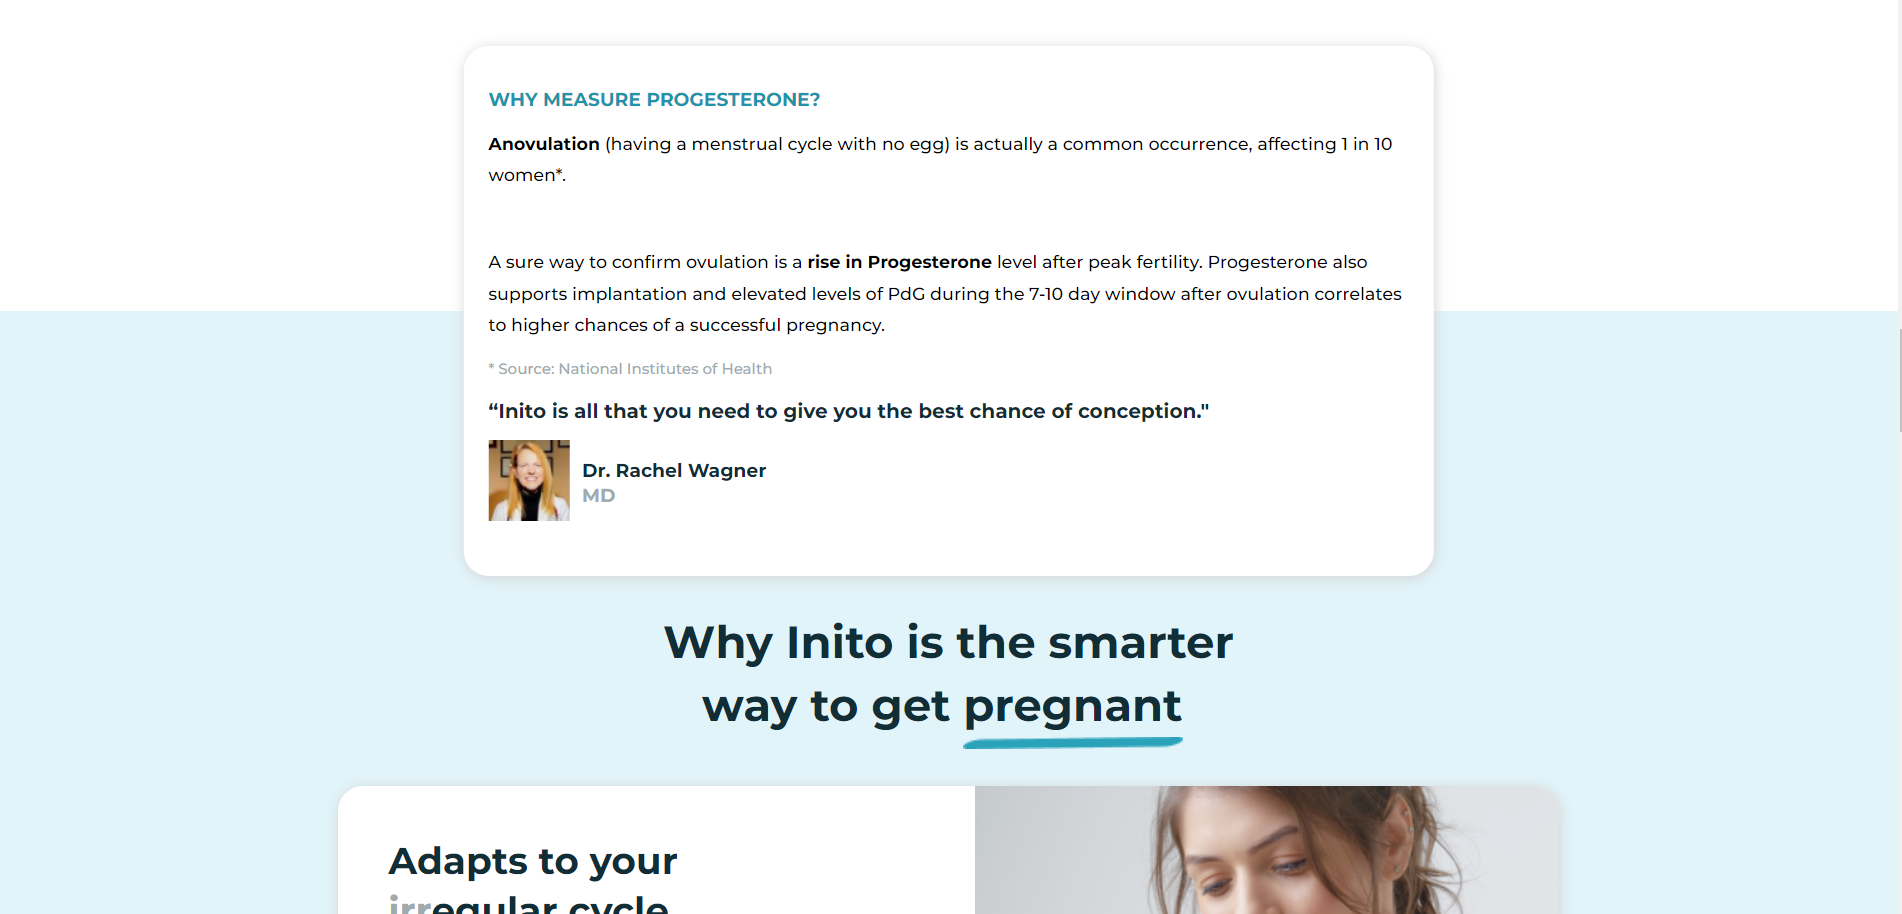 WHY MEASURE PROGESTERONE?
Anovulation (having a menstrual cycle with no egg) is actually a common occurrence, affecting 1 in 10
women*.
A sure way to confirm ovulation is a rise in Progesterone level after peak fertility. Progesterone also
supports implantation and elevated levels of PdG during the 7-10 day window after ovulation correlates
to higher chances of a successful pregnancy.
* Source: National Institutes of Health
“Inito is all that you need to give you the best chance of conception."
Dr. Rachel Wagner
MD
Why Inito is the smarter
way to get pregnant
Adapts to your
irregular cycle